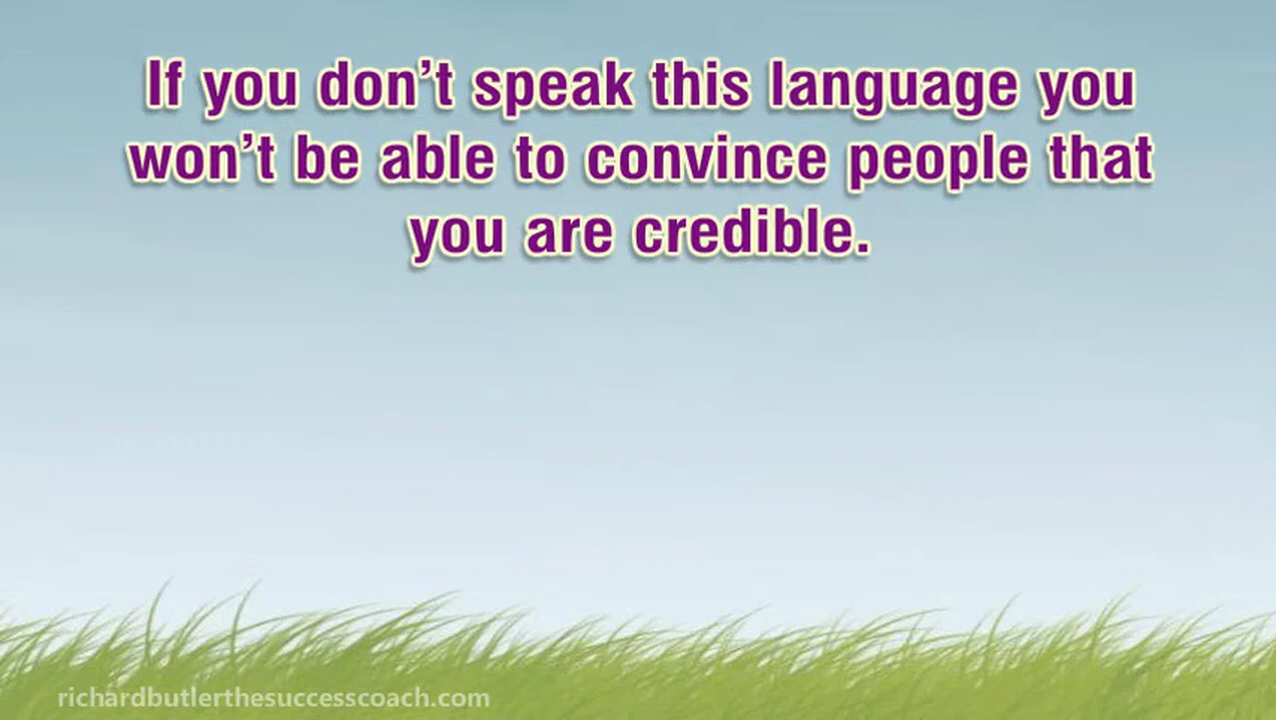 If you don’t speak this language you
won’t be able to convince people that
you are credible.
richardbutlerthesuccesscoach.com